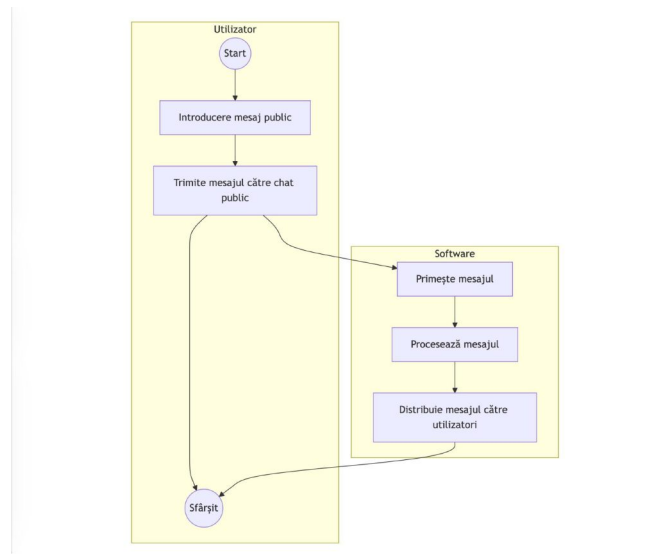 Utilizator
Start
Introducere mesaj public
Trimite mesajul către chat
public
Software
Primește mesajul
Procesează mesajul
Distribuie mesajul către
utilizatori
Sfârșit